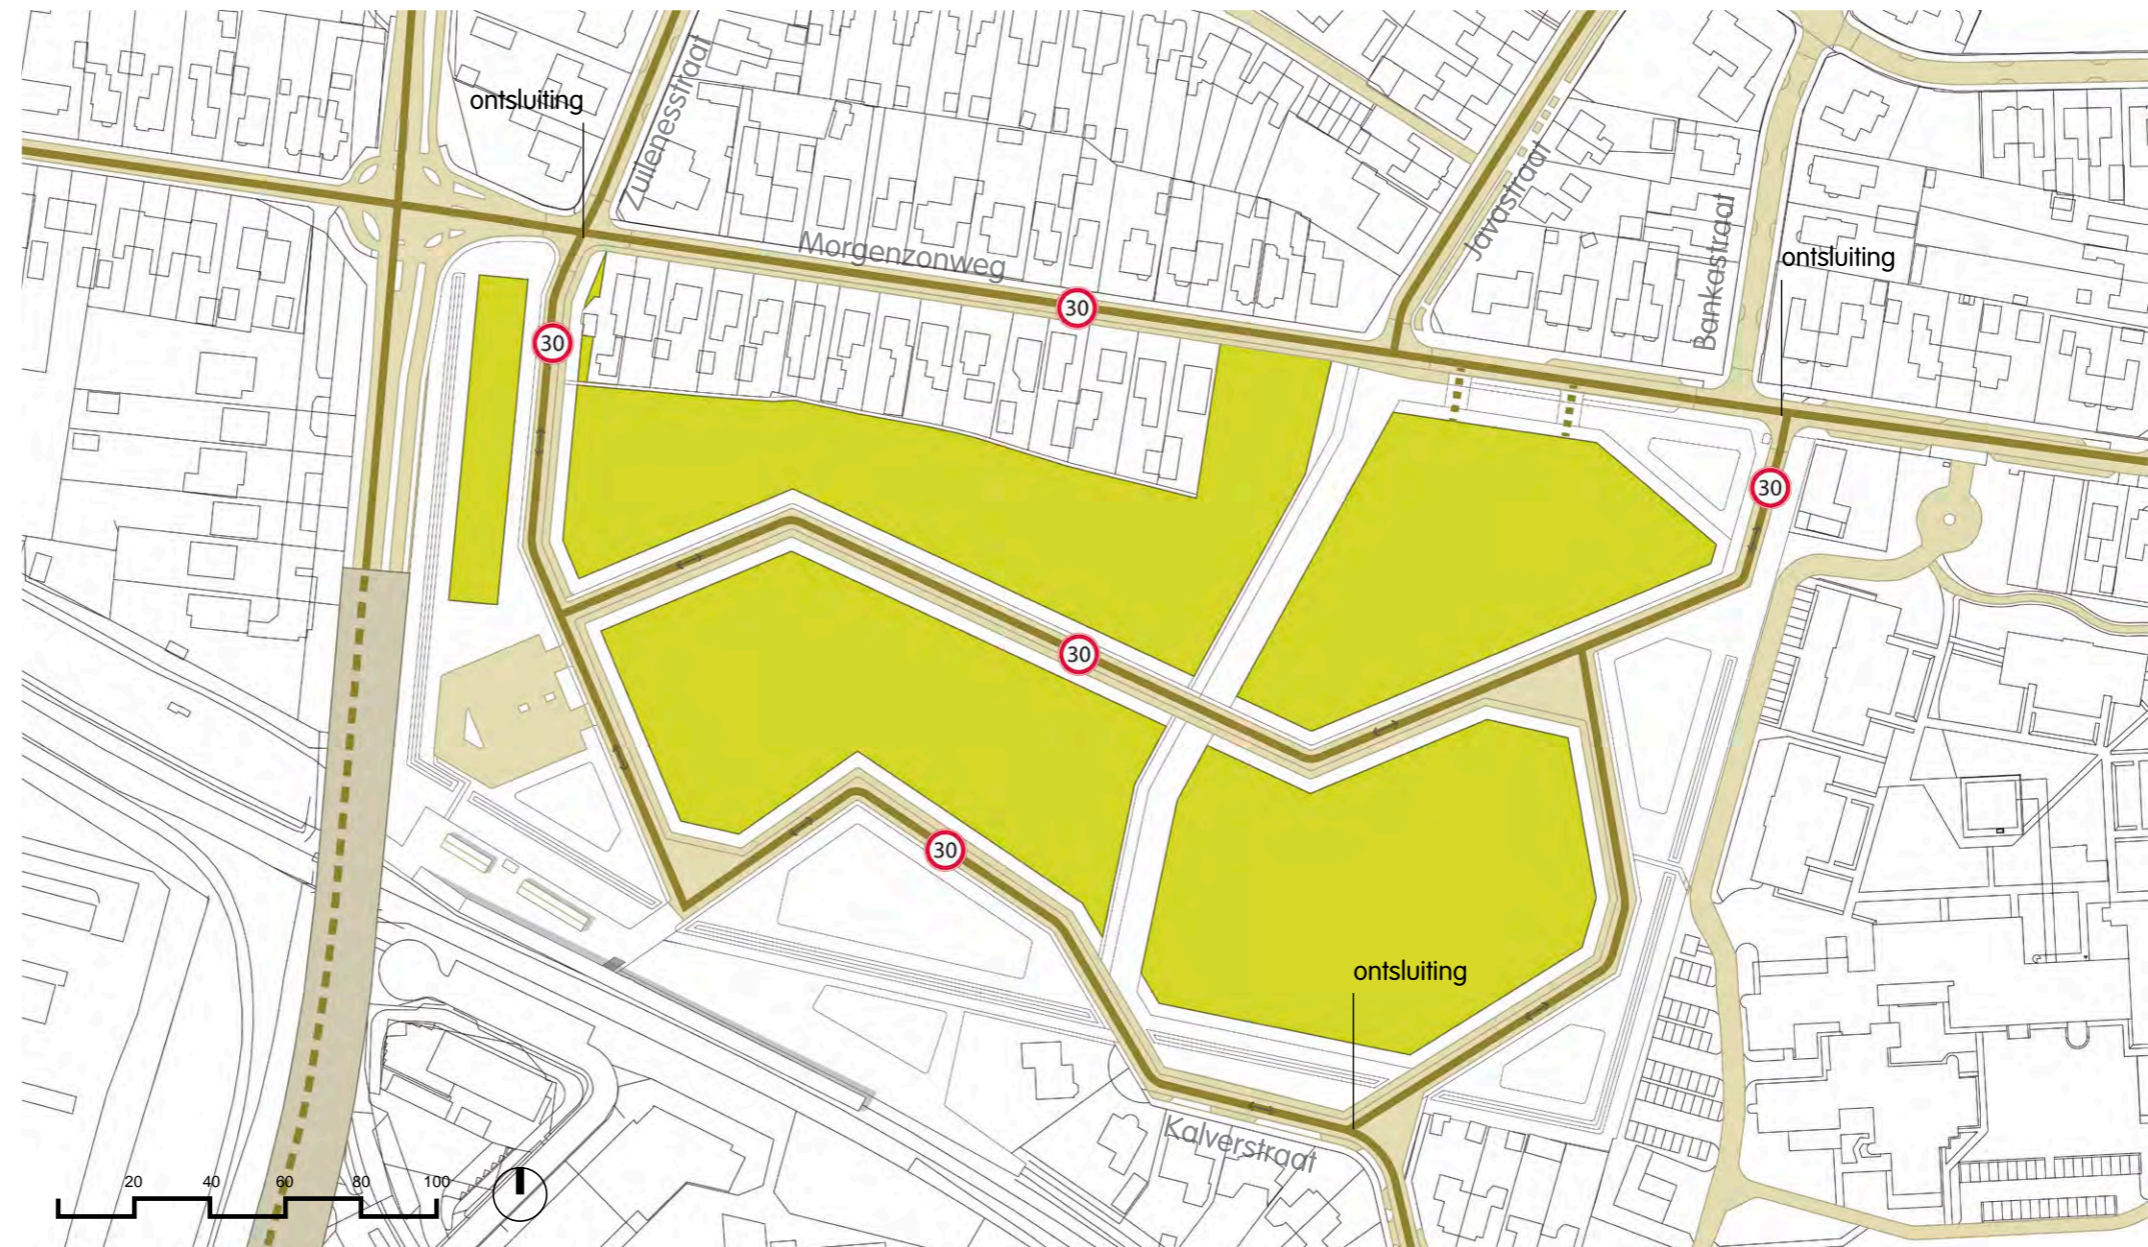 ontsluiting
Zuilenesstraat
Morgenzonweg
Javastraat
Bankastraat
ontsluiting
30
30
30
30
30
ontsluiting
Kalverstraat
20 40 60 80 100